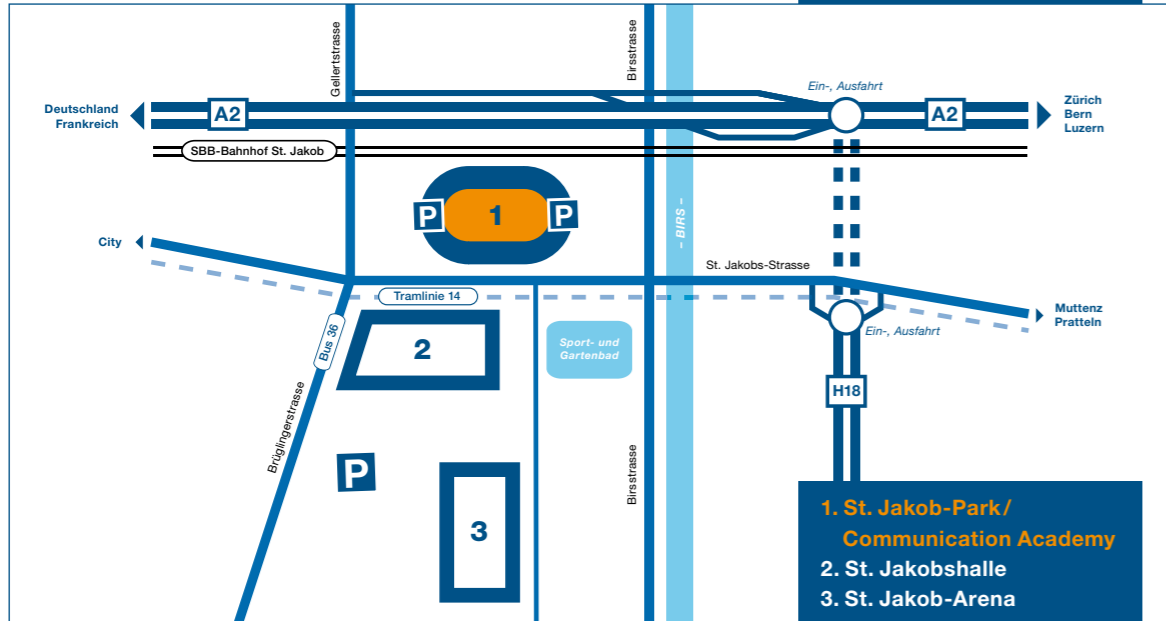 Gellertstrasse
Birsstrasse
Ein-, Ausfahrt
Deutschland
Frankreich
A2
A2
Zürich
Bern
Luzern
SBB-Bahnhof St. Jakob
P
1
P
– BIRS –
City
St. Jakobs-Strasse
Tramlinie 14
Muttenz
Pratteln
Bus 36
2
Sport- und
Gartenbad
Ein-, Ausfahrt
H18
Brüglingerstrasse
P
Birsstrasse
3
1. St. Jakob-Park/
Communication Academy
2. St. Jakobshalle
3. St. Jakob-Arena